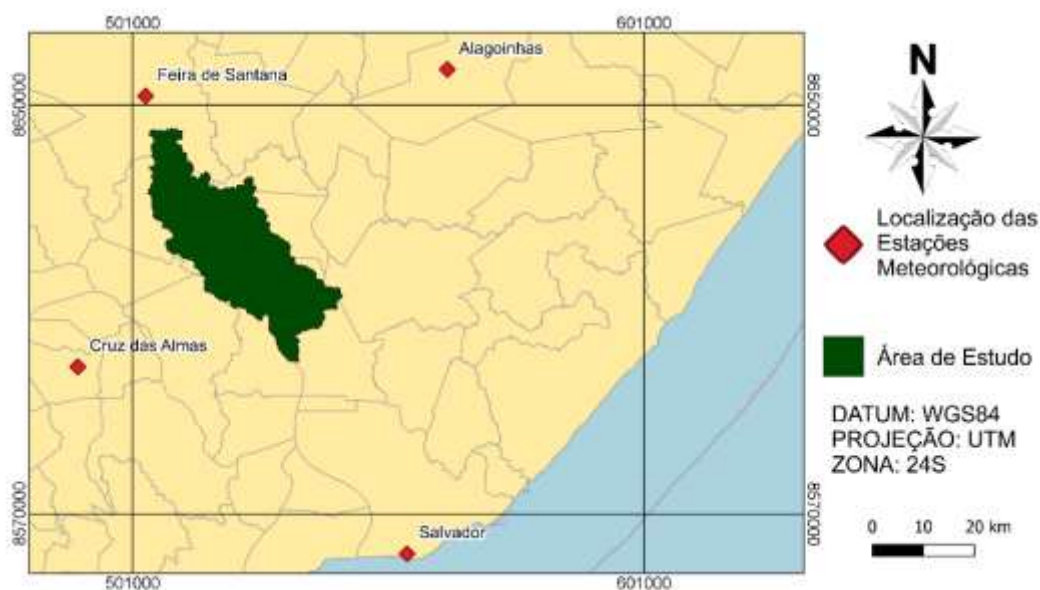 501000
601000
Alagoinhas
Feira de Santana
8650000
8650000
Cruz das Almas
8570000
8570000
Salvador
501000
601000
N
Localização das
Estações
Meteorológicas
Área de Estudo
DATUM: WGS84
PROJEÇÃO: UTM
ZONA: 24S
0 10 20 km